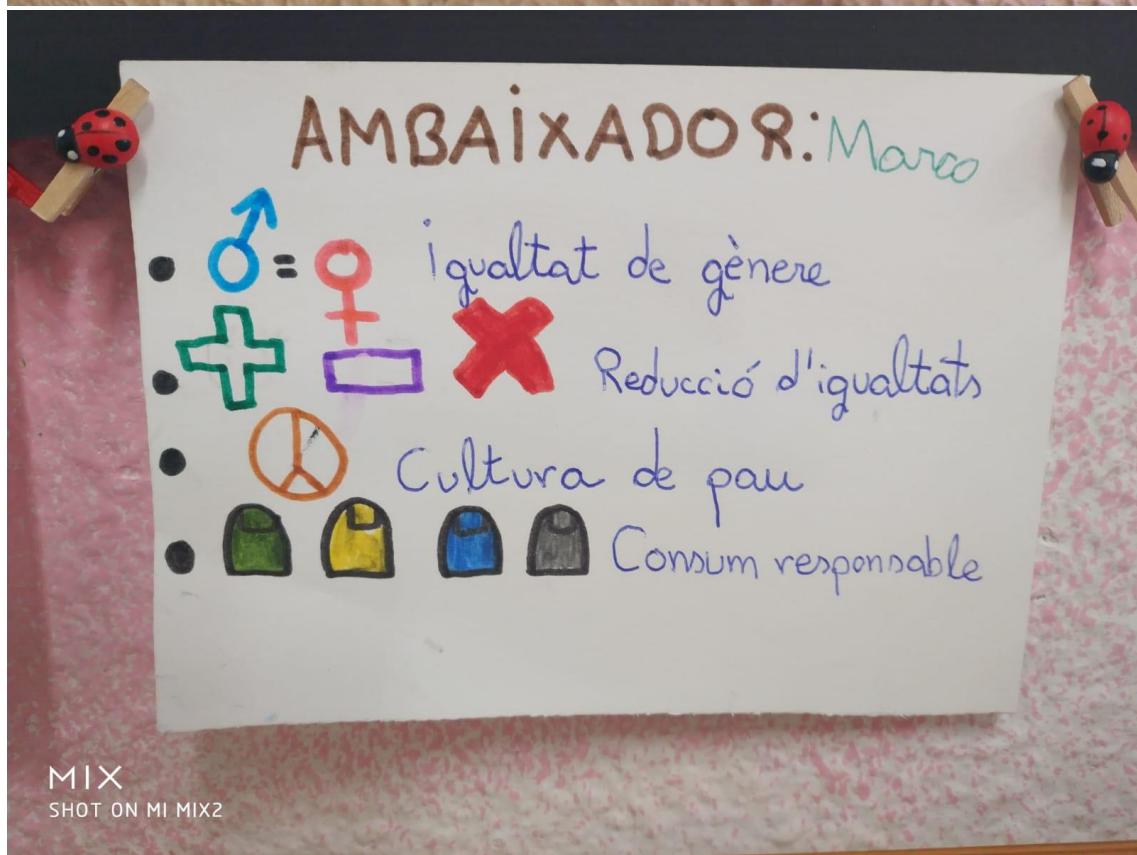 AMBAIXADOR: Marco
Igualtat de gènere
Reducció d'igualtats
Cultura de pau
Consum responsable
MIX
SHOT ON MI MIX2